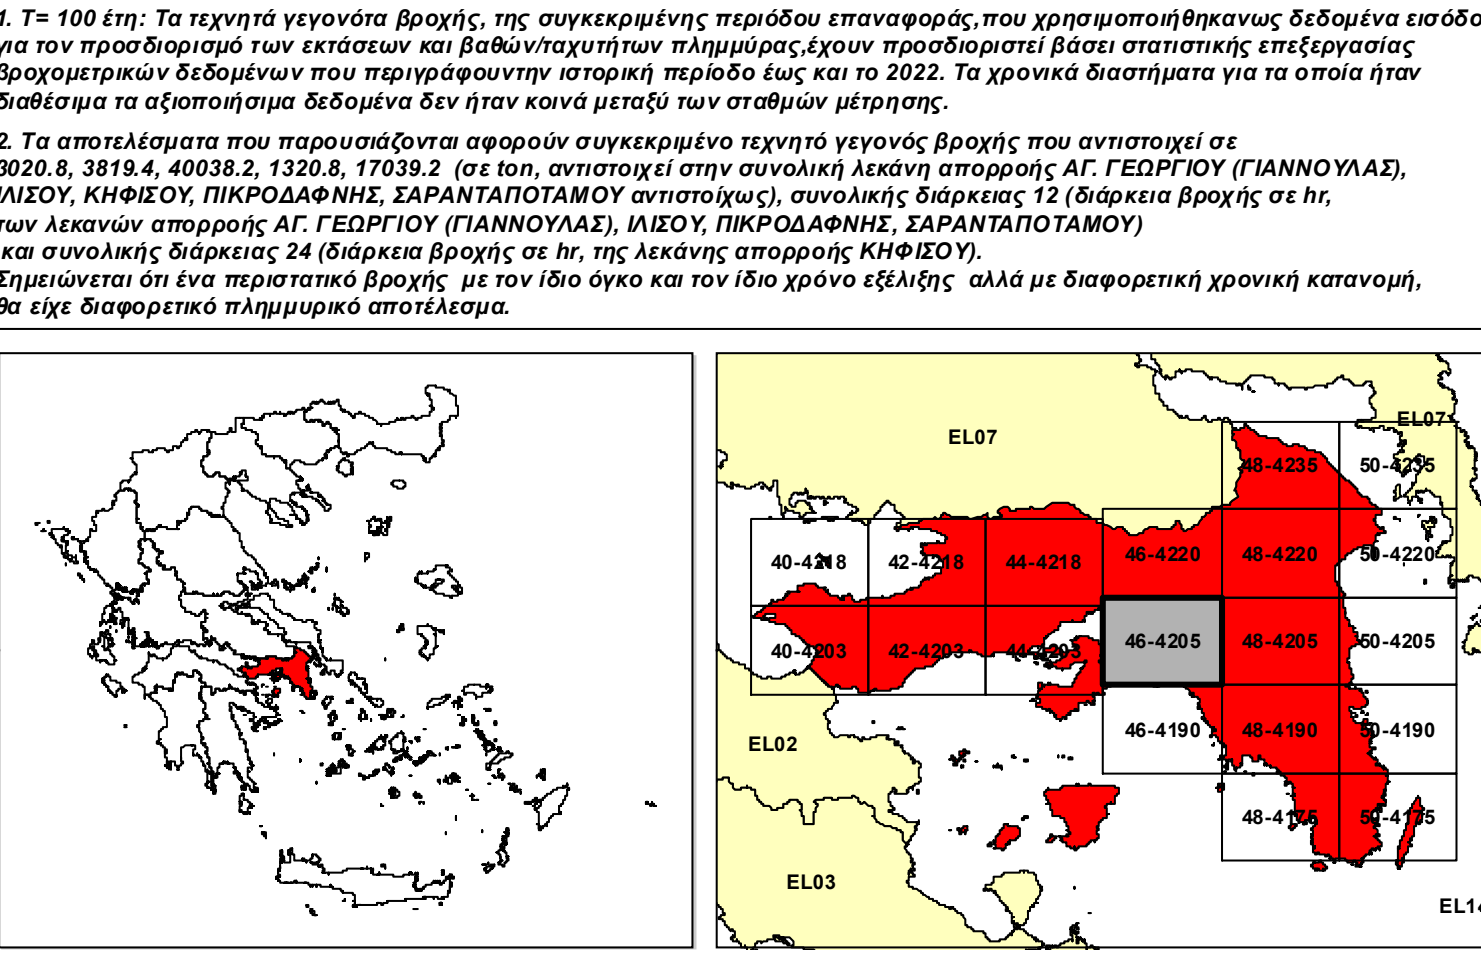 1. T= 100 έτη: Τα τεχνητά γεγονότα βροχής, της συγκεκριμένης περιόδου επαναφοράς,που χρησιμοποιήθηκανως δεδομένα εισόδο
για τον προσδιορισμό των εκτάσεων και βαθών/ταχυτήτων πλημμύρας,έχουν προσδιοριστεί βάσει στατιστικής επεξεργασίας
βροχομετρικών δεδομένων που περιγράφουντην ιστορική περίοδο έως και το 2022. Τα χρονικά διαστήματα για τα οποία ήταν
διαθέσιμα τα αξιοποιήσιμα δεδομένα δεν ήταν κοινά μεταξύ των σταθμών μέτρησης.
2. Τα αποτελέσματα που παρουσιάζονται αφορούν συγκεκριμένο τεχνητό γεγονός βροχής που αντιστοιχεί σε
3020.8, 3819.4, 40038.2, 1320.8, 17039.2 (σε ton, αντιστοιχεί στην συνολική λεκάνη απορροής ΑΓ. ΓΕΩΡΓΙΟΥ (ΓΙΑΝΝΟΥΛΑΣ),
ΙΛΙΣΟΥ, ΚΗΦΙΣΟΥ, ΠΙΚΡΟΔΑΦΝΗΣ, ΣΑΡΑΝΤΑΠΟΤΑΜΟΥ αντιστοίχως), συνολικής διάρκειας 12 (διάρκεια βροχής σε hr,
των λεκανών απορροής ΑΓ. ΓΕΩΡΓΙΟΥ (ΓΙΑΝΝΟΥΛΑΣ), ΙΛΙΣΟΥ, ΠΙΚΡΟΔΑΦΝΗΣ, ΣΑΡΑΝΤΑΠΟΤΑΜΟΥ)
και συνολικής διάρκειας 24 (διάρκεια βροχής σε hr, της λεκάνης απορροής ΚΗΦΙΣΟΥ).
Σημειώνεται ότι ένα περιστατικό βροχής με τον ίδιο όγκο και τον ίδιο χρόνο εξέλιξης αλλά με διαφορετική χρονική κατανομή,
θα είχε διαφορετικό πλημμυρικό αποτέλεσμα.
EL07
EL07
48-4235
50-4235
40-4218
42-4218
44-4218
46-4220
48-4220
50-4220
40-4203
42-4203
44-4203
46-4205
48-4205
50-4205
EL02
46-4190
48-4190
50-4190
48-4175
50-4175
EL03
EL14